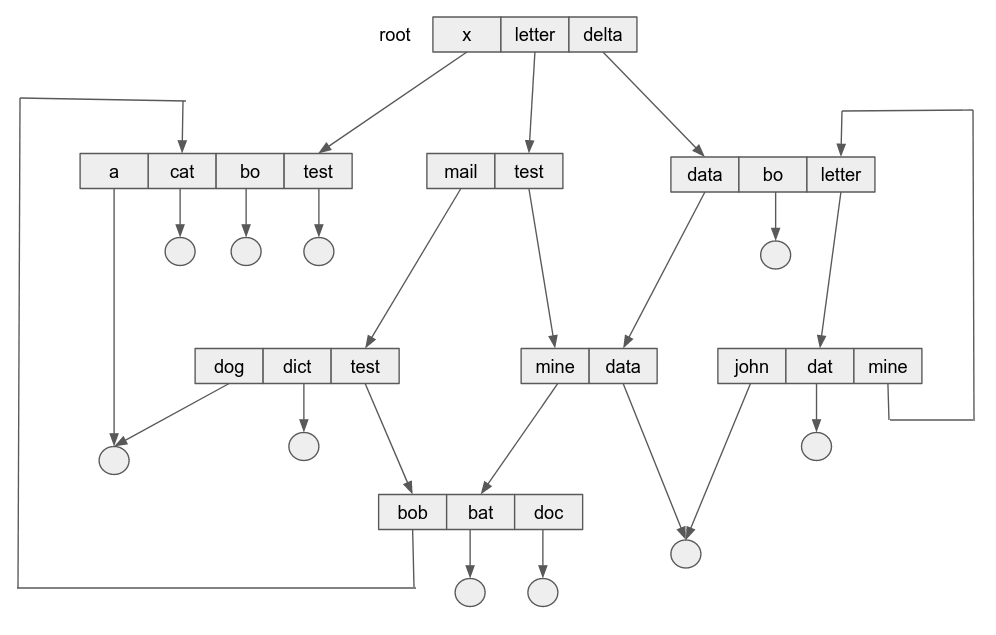 root x letter delta
a cat bo test mail test data bo letter
dog dict test mine data john dat mine
bob bat doc